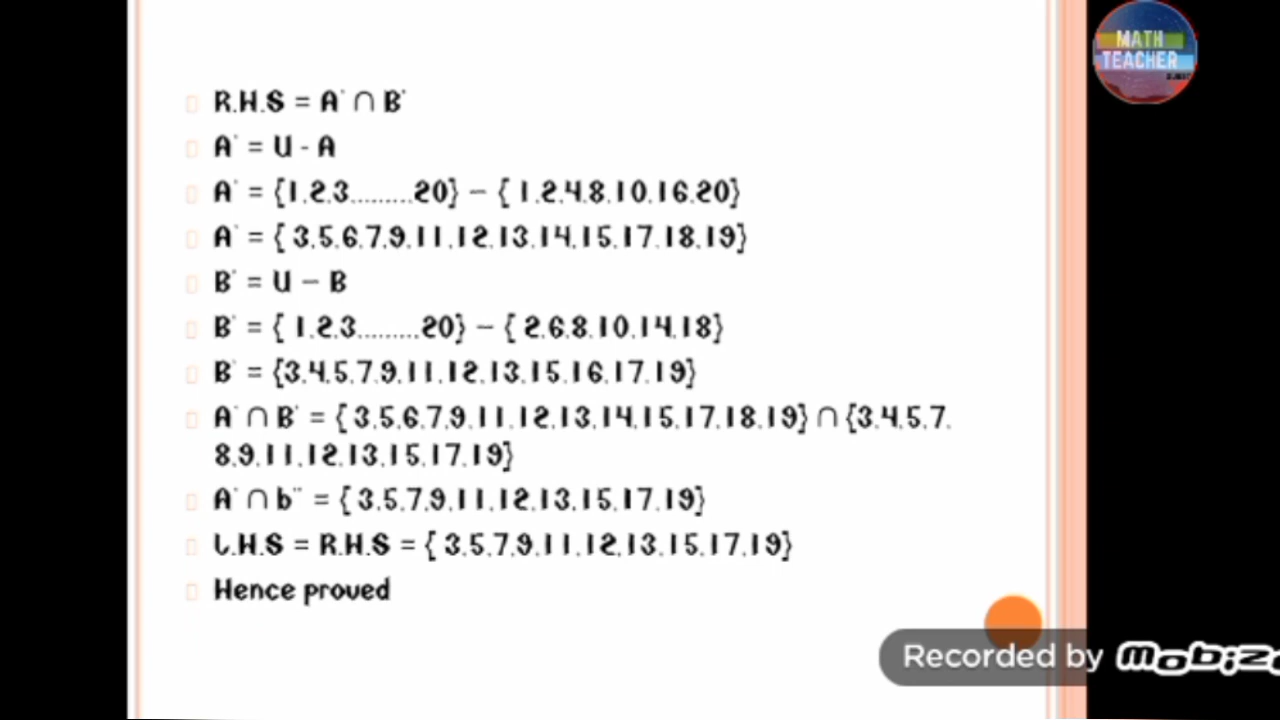 MATH
TEACHER
R.H.S = A' ∩ B'
A' = U - A
A' = {1,2,3,........20} – { 1,2,4,8,10,16,20}
A' = { 3,5,6,7,9,11,12,13,14,15,17,18,19}
B' = U – B
B' = { 1,2,3,........20} – { 2,6,8,10,14,18}
B' = {3,4,5,7,9,11,12,13,15,16,17,19}
A' ∩ B' = { 3,5,6,7,9,11,12,13,14,15,17,18,19} ∩ {3,4,5,7,
8,9,11,12,13,15,17,19}
A' ∩ b'' = { 3,5,7,9,11,12,13,15,17,19}
L.H.S = R.H.S = { 3,5,7,9,11,12,13,15,17,19}
Hence proved
Recorded by Mobize